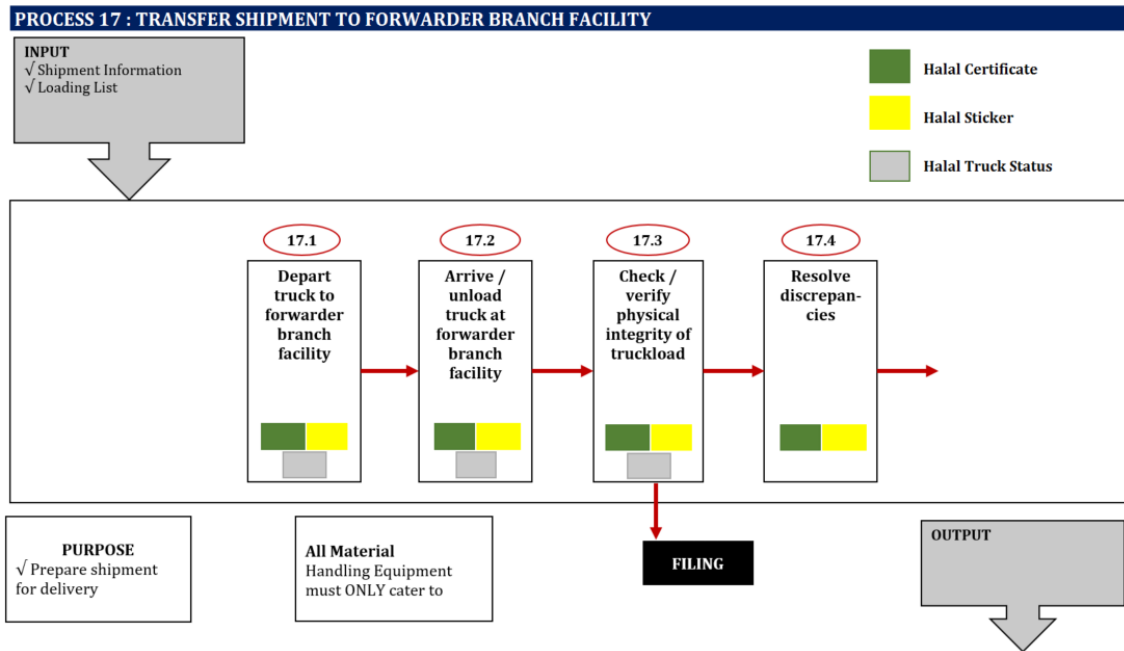 PROCESS 17 : TRANSFER SHIPMENT TO FORWARDER BRANCH FACILITY
INPUT
√ Shipment Information
√ Loading List
Halal Certificate
Halal Sticker
Halal Truck Status
17.1
Depart
truck to
forwarder
branch
facility
17.2
Arrive /
unload
truck at
forwarder
branch
facility
17.3
Check /
verify
physical
integrity of
truckload
17.4
Resolve
discrepan-
cies
PURPOSE
√ Prepare shipment
for delivery
All Material
Handling Equipment
must ONLY cater to
FILING
OUTPUT